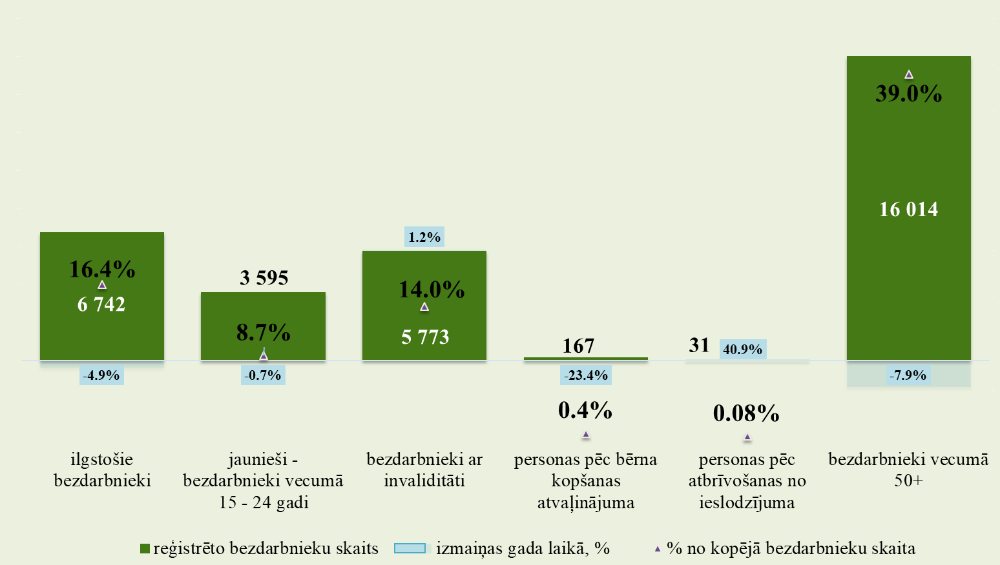 16.4%
6 742
-4.9%
3 595
8.7%
-0.7%
1.2%
14.0%
5 773
167
-23.4%
0.4%
31
40.9%
0.08%
39.0%
16 014
-7.9%
ilgstošie
bezdarbnieki
jaunieši -
bezdarbnieki vecumā
15 - 24 gadi
bezdarbnieki ar
invaliditāti
personas pēc bērna
kopšanas
atvaļinājuma
personas pēc
atbrīvošanas no
ieslodzījuma
bezdarbnieki vecumā
50+
reģistrēto bezdarbnieku skaits
izmaiņas gada laikā, %
% no kopējā bezdarbnieku skaita